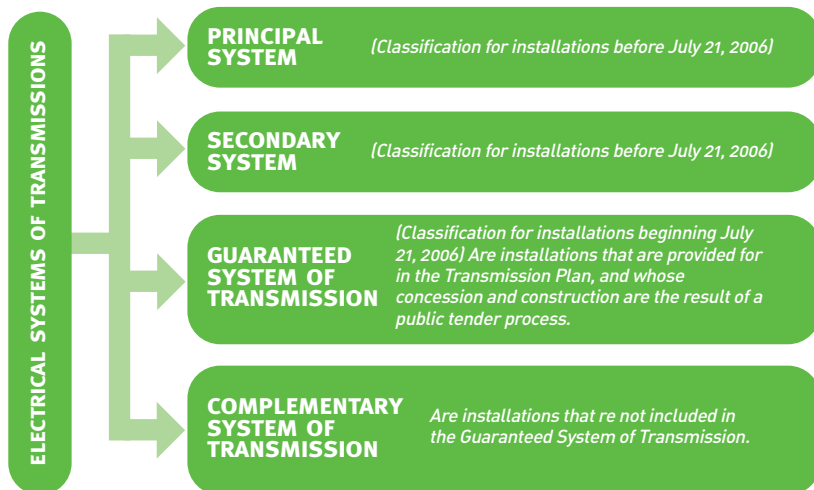 ELECTRICAL SYSTEMS OF TRANSMISSIONS
PRINCIPAL
SYSTEM
(Classification for installations before July 21, 2006)
SECONDARY
SYSTEM
(Classification for installations before July 21, 2006)
GUARANTEED
SYSTEM OF
TRANSMISSION
(Classification for installations beginning July
21, 2006) Are installations that are provided for
in the Transmission Plan, and whose
concession and construction are the result of a
public tender process.
COMPLEMENTARY
SYSTEM OF
TRANSMISSION
Are installations that re not included in
the Guaranteed System of Transmission.